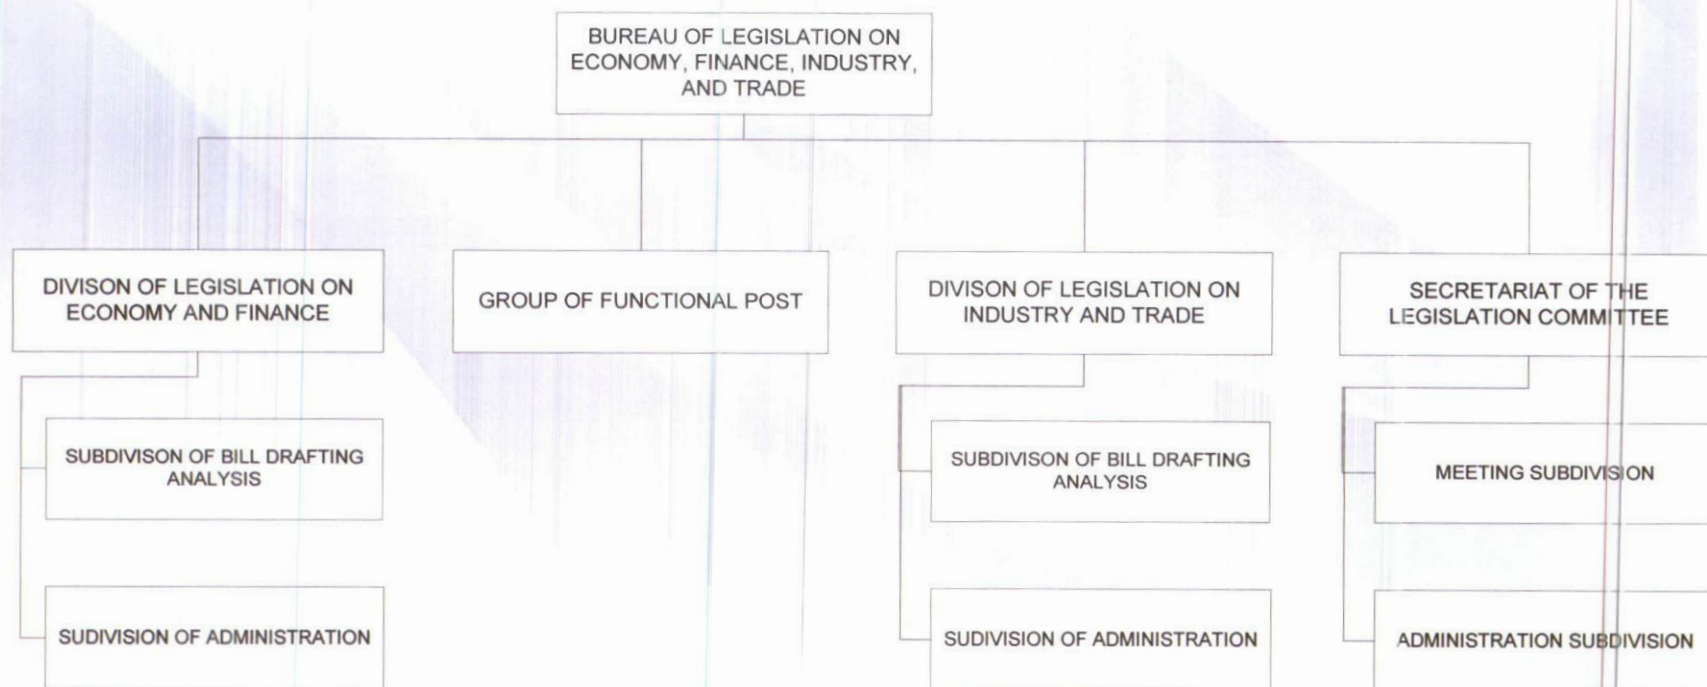 BUREAU OF LEGISLATION ON
ECONOMY, FINANCE, INDUSTRY,
AND TRADE
DIVISON OF LEGISLATION ON
ECONOMY AND FINANCE
GROUP OF FUNCTIONAL POST
DIVISON OF LEGISLATION ON
INDUSTRY AND TRADE
SECRETARIAT OF THE
LEGISLATION COMMITTEE
SUBDIVISON OF BILL DRAFTING
ANALYSIS
SUBDIVISON OF BILL DRAFTING
ANALYSIS
MEETING SUBDIVISION
SUDIVISION OF ADMINISTRATION
SUDIVISION OF ADMINISTRATION
ADMINISTRATION SUBDIVISION